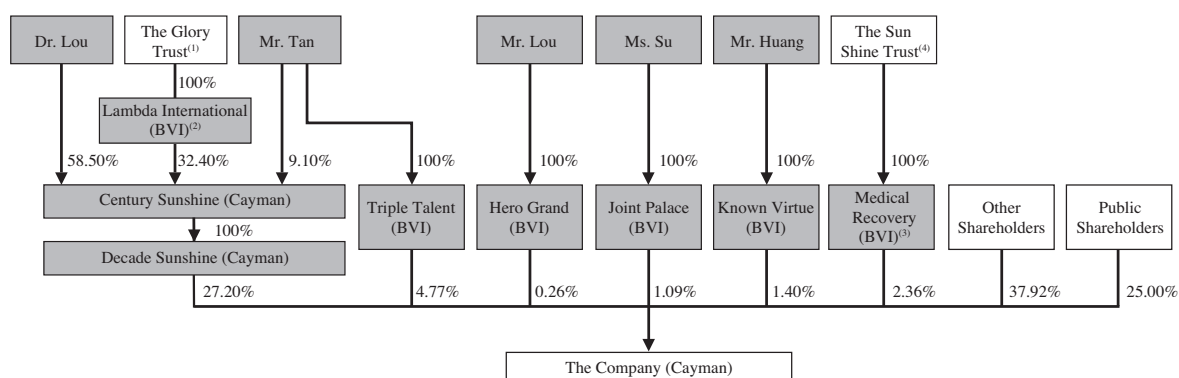 Dr. Lou
The Glory
Trust(1)
Mr. Tan
Mr. Lou
Ms. Su
Mr. Huang
The Sun
Shine Trust(4)
100%
Lambda International
(BVI)(2)
58.50%
32.40%
9.10%
100%
100%
100%
100%
100%
Century Sunshine (Cayman)
Triple Talent
(BVI)
Hero Grand
(BVI)
Joint Palace
(BVI)
Known Virtue
(BVI)
Medical
Recovery
(BVI)(3)
Other
Shareholders
Public
Shareholders
100%
Decade Sunshine (Cayman)
27.20%
4.77%
0.26%
1.09%
1.40%
2.36%
37.92%
25.00%
The Company (Cayman)